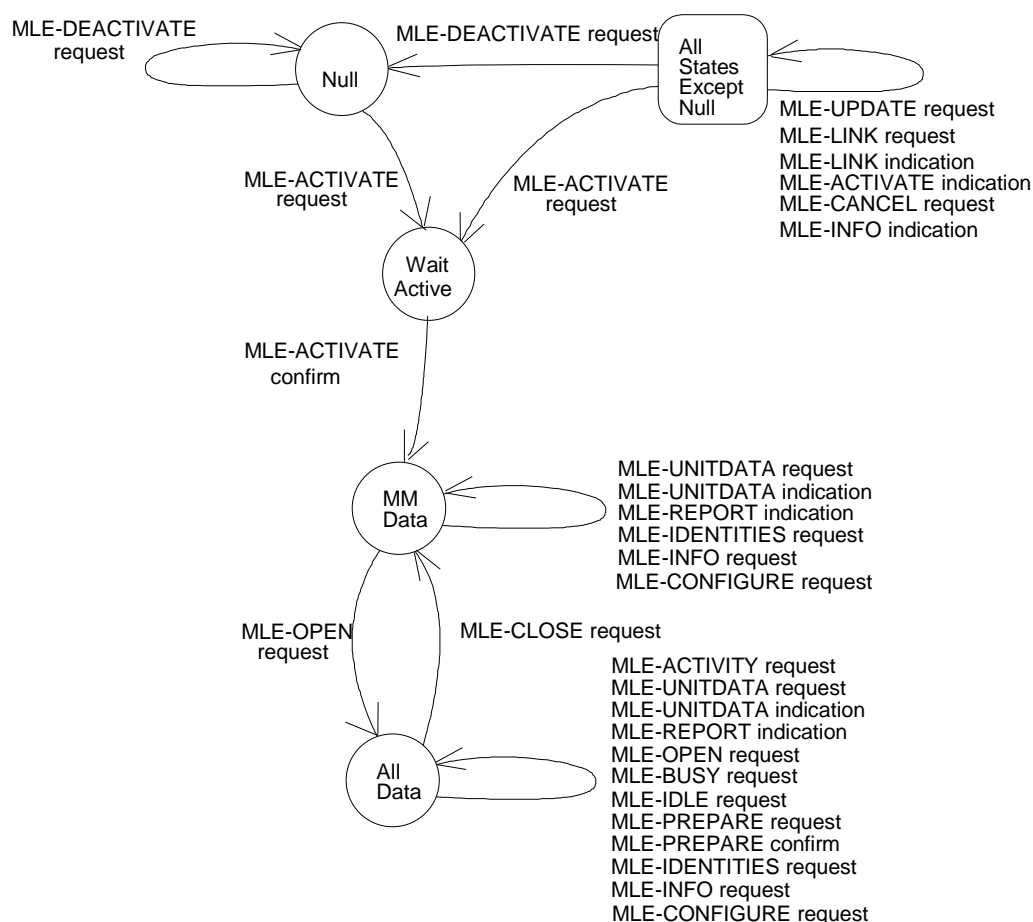 MLE-DEACTIVATE
request
Null
MLE-DEACTIVATE request
All
States
Except
Null
MLE-UPDATE request
MLE-LINK request
MLE-LINK indication
MLE-ACTIVATE indication
MLE-CANCEL request
MLE-INFO indication
MLE-ACTIVATE
request
MLE-ACTIVATE
request
Wait
Active
MLE-ACTIVATE
confirm
MM
Data
MLE-UNITDATA request
MLE-UNITDATA indication
MLE-REPORT indication
MLE-IDENTITIES request
MLE-INFO request
MLE-CONFIGURE request
MLE-OPEN
request
MLE-CLOSE request
All
Data
MLE-ACTIVITY request
MLE-UNITDATA request
MLE-UNITDATA indication
MLE-REPORT indication
MLE-OPEN request
MLE-BUSY request
MLE-IDLE request
MLE-PREPARE request
MLE-PREPARE confirm
MLE-IDENTITIES request
MLE-INFO request
MLE-CONFIGURE request